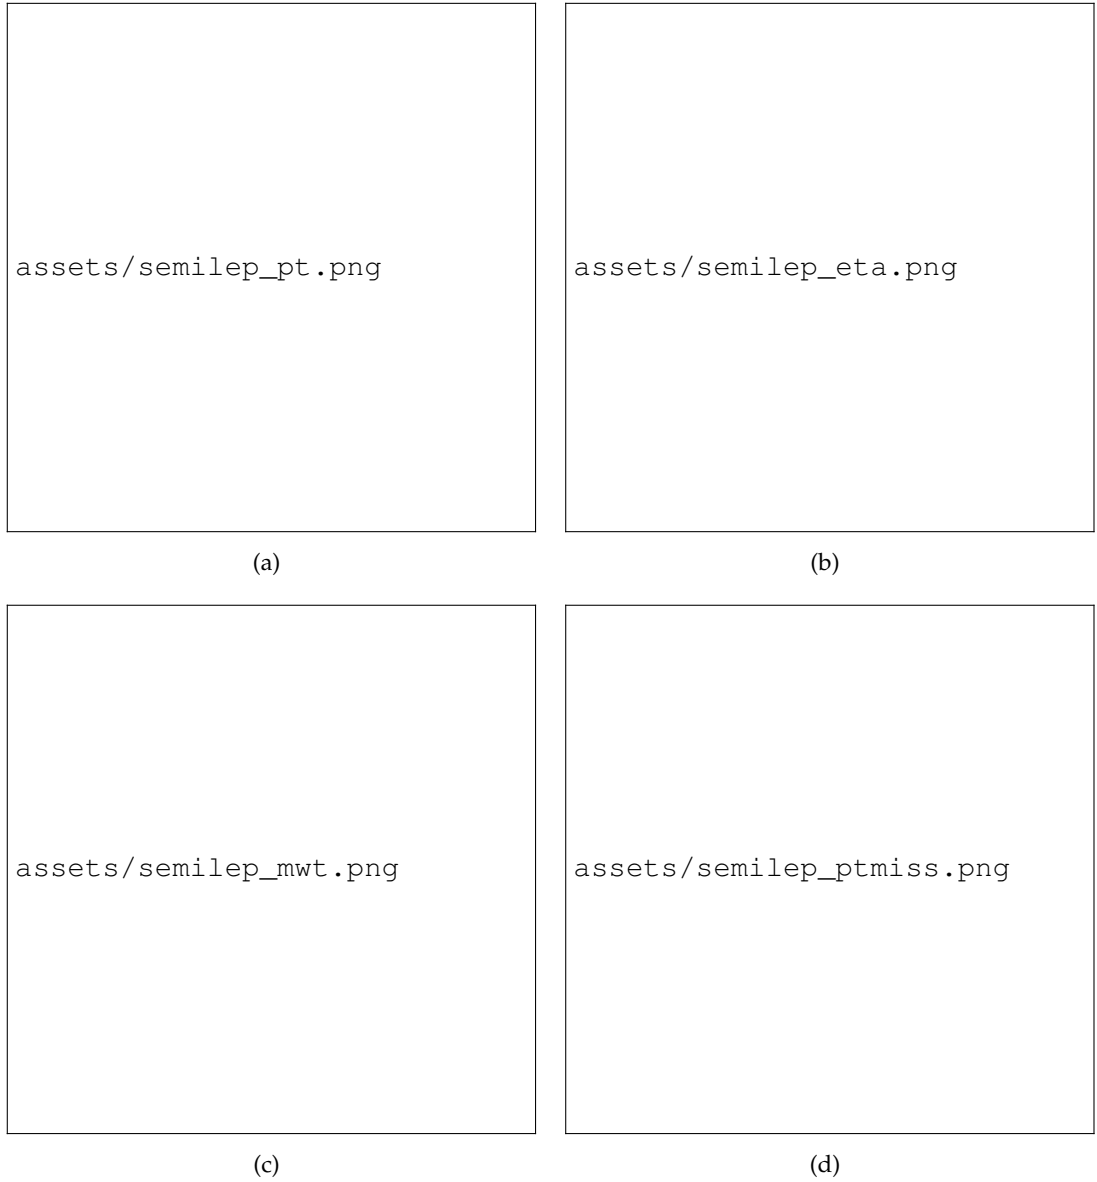 assets/semilep_pt.png
assets/semilep_eta.png
(a)
(b)
assets/semilep_mwt.png
assets/semilep_ptmiss.png
(c)
(d)